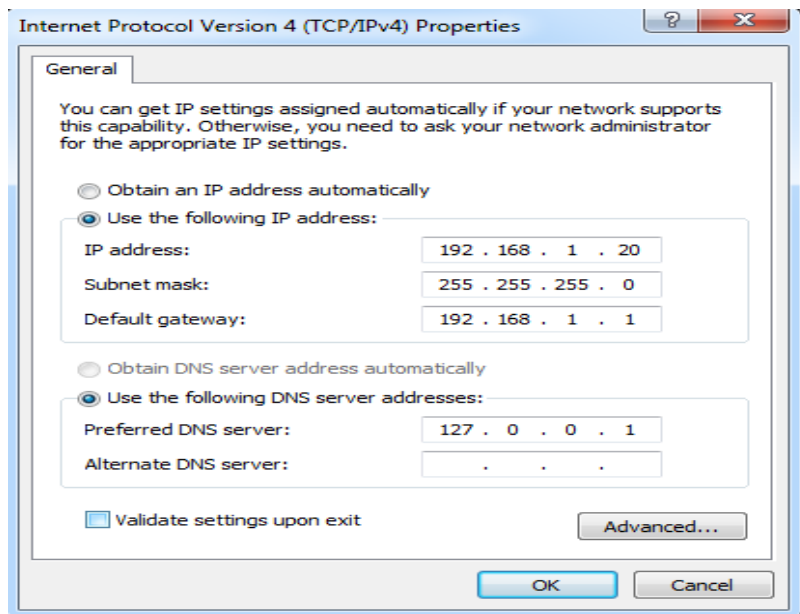 Internet Protocol Version 4 (TCP/IPv4) Properties
General
You can get IP settings assigned automatically if your network supports
this capability. Otherwise, you need to ask your network administrator
for the appropriate IP settings.
Obtain an IP address automatically
Use the following IP address:
IP address: 192 . 168 . 1 . 20
Subnet mask: 255 . 255 . 255 . 0
Default gateway: 192 . 168 . 1 . 1
Obtain DNS server address automatically
Use the following DNS server addresses:
Preferred DNS server: 127 . 0 . 0 . 1
Alternate DNS server: . . .
Validate settings upon exit
Advanced...
OK Cancel